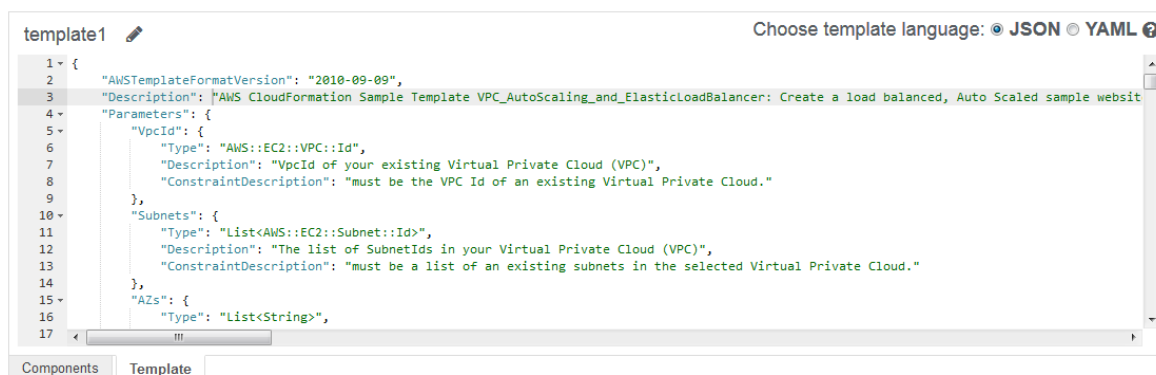 template1
Choose template language: JSON YAML ?
1 {
2 "AWSTemplateFormatVersion": "2010-09-09",
3 "Description": "AWS CloudFormation Sample Template VPC_AutoScaling_and_ElasticLoadBalancer: Create a load balanced, Auto Scaled sample websit
4 "Parameters": {
5 "VpcId": {
6 "Type": "AWS::EC2::VPC::Id",
7 "Description": "VpcId of your existing Virtual Private Cloud (VPC)",
8 "ConstraintDescription": "must be the VPC Id of an existing Virtual Private Cloud."
9 },
10 "Subnets": {
11 "Type": "List<AWS::EC2::Subnet::Id>",
12 "Description": "The list of SubnetIds in your Virtual Private Cloud (VPC)",
13 "ConstraintDescription": "must be a list of an existing subnets in the selected Virtual Private Cloud."
14 },
15 "AZs": {
16 "Type": "List<String>",
17
Components Template